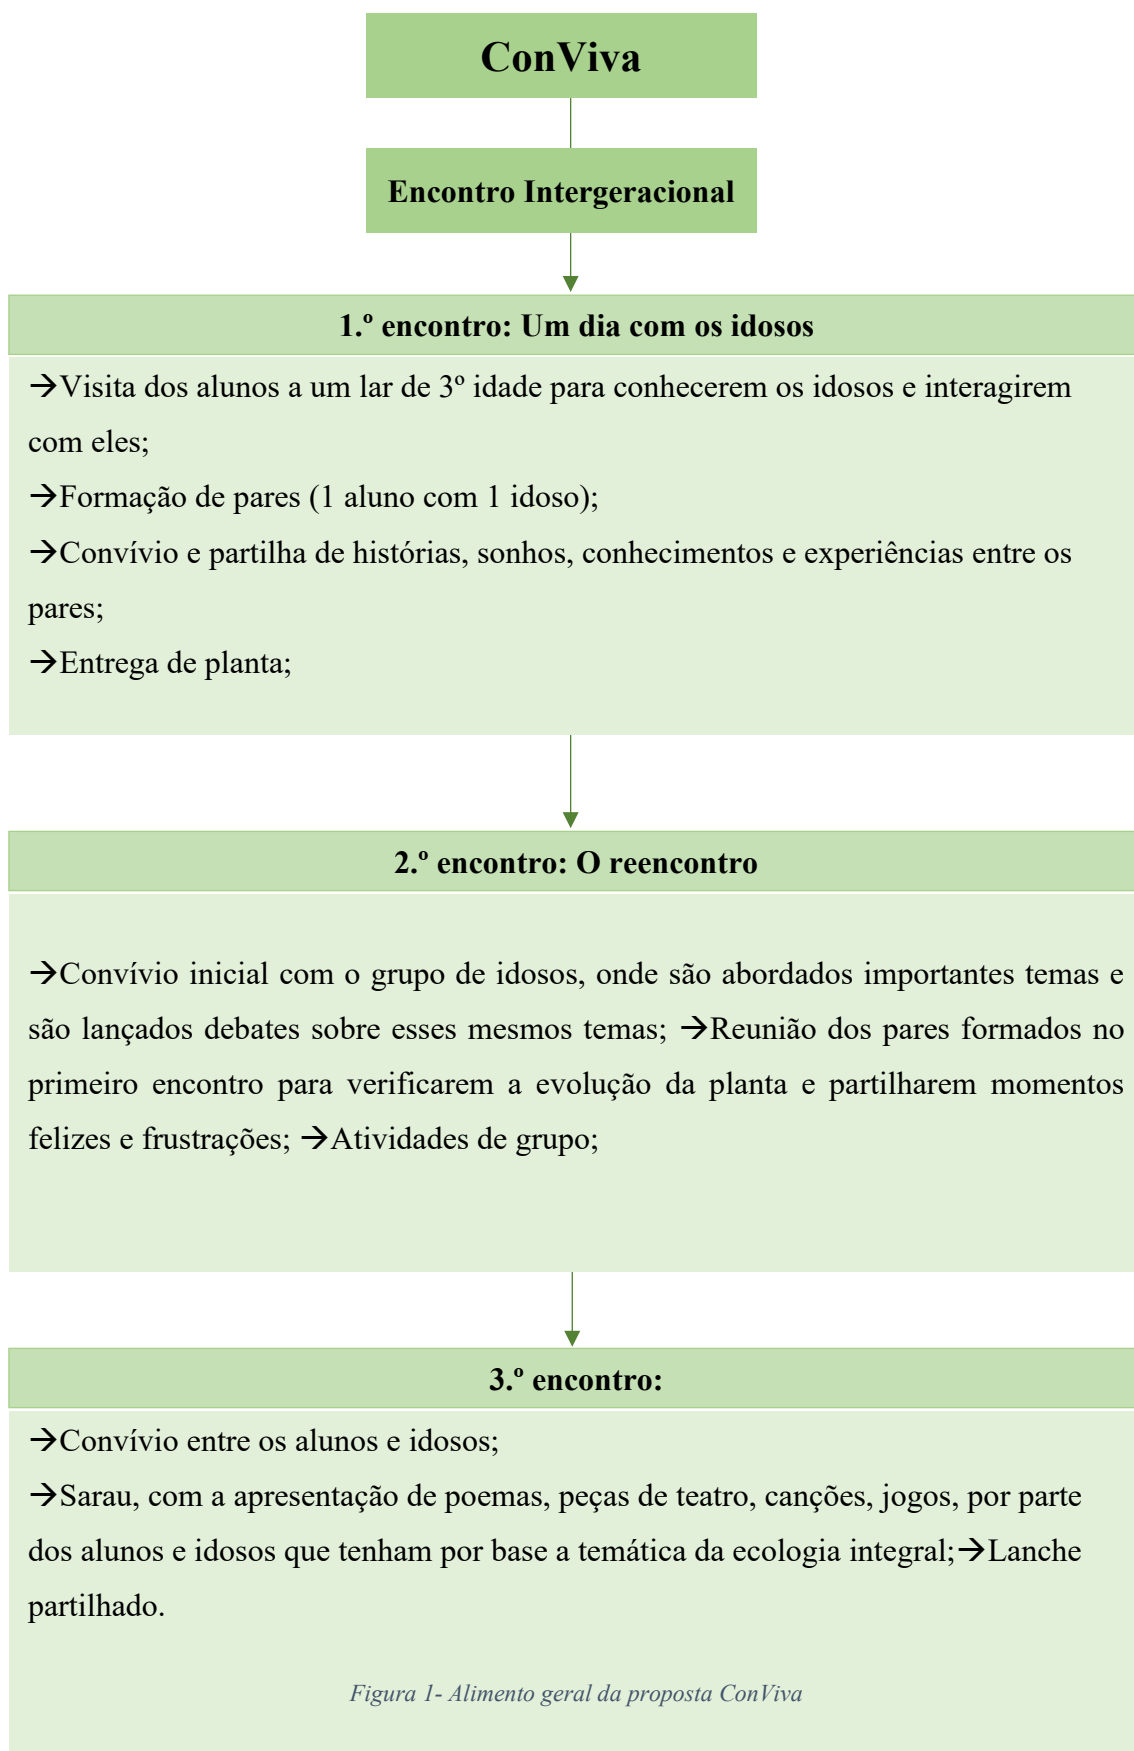 ConViva
Encontro Intergeracional
1.º encontro: Um dia com os idosos
→Visita dos alunos a um lar de 3º idade para conhecerem os idosos e interagirem
com eles;
→Formação de pares (1 aluno com 1 idoso);
→Convívio e partilha de histórias, sonhos, conhecimentos e experiências entre os
pares;
→Entrega de planta;
2.º encontro: O reencontro
→Convívio inicial com o grupo de idosos, onde são abordados importantes temas e
são lançados debates sobre esses mesmos temas; →Reunião dos pares formados no
primeiro encontro para verificarem a evolução da planta e partilharem momentos
felizes e frustrações; →Atividades de grupo;
3.º encontro:
→Convívio entre os alunos e idosos;
→Sarau, com a apresentação de poemas, peças de teatro, canções, jogos, por parte
dos alunos e idosos que tenham por base a temática da ecologia integral;→Lanche
partilhado.
Figura 1- Alimento geral da proposta ConViva